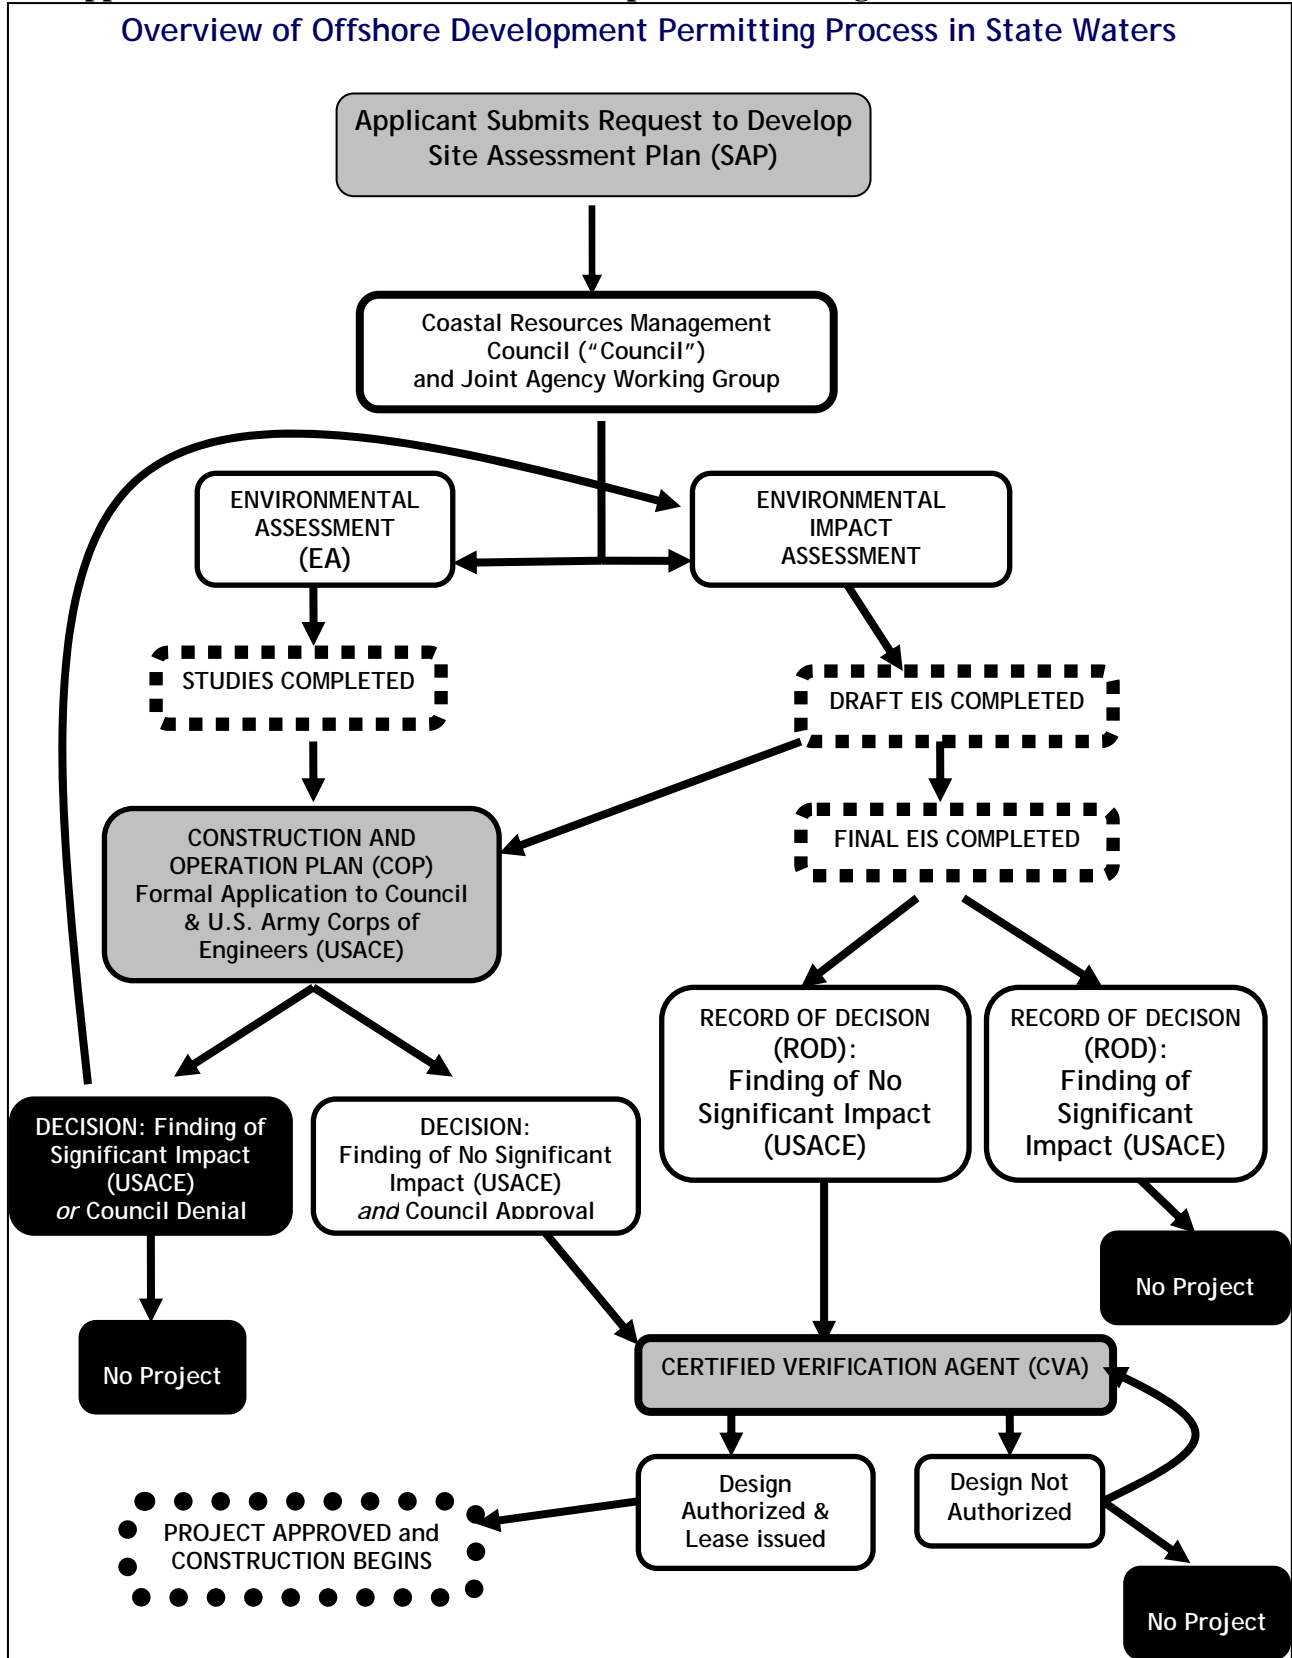 Overview of Offshore Development Permitting Process in State Waters
Applicant Submits Request to Develop
Site Assessment Plan (SAP)
Coastal Resources Management
Council (“Council”)
and Joint Agency Working Group
ENVIRONMENTAL
ASSESSMENT
(EA)
ENVIRONMENTAL
IMPACT
ASSESSMENT
STUDIES COMPLETED
DRAFT EIS COMPLETED
CONSTRUCTION AND
OPERATION PLAN (COP)
Formal Application to Council
& U.S. Army Corps of
Engineers (USACE)
FINAL EIS COMPLETED
RECORD OF DECISON
(ROD):
Finding of No
Significant Impact
(USACE)
RECORD OF DECISON
(ROD):
Finding of
Significant
Impact (USACE)
DECISION: Finding of
Significant Impact
(USACE)
or Council Denial
DECISION:
Finding of No Significant
Impact (USACE)
and Council Approval
No Project
No Project
CERTIFIED VERIFICATION AGENT (CVA)
Design
Authorized &
Lease issued
Design Not
Authorized
PROJECT APPROVED and
CONSTRUCTION BEGINS
No Project